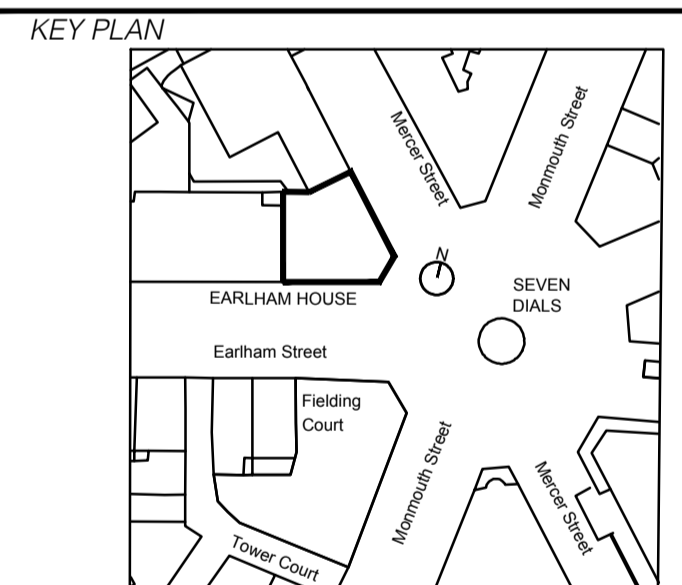 KEY PLAN
Mercer Street
Monmouth Street
N
SEVEN
DIALS
EARLHAM HOUSE
Earlham Street
Fielding
Court
Monmouth Street
Mercer Street
Tower Court